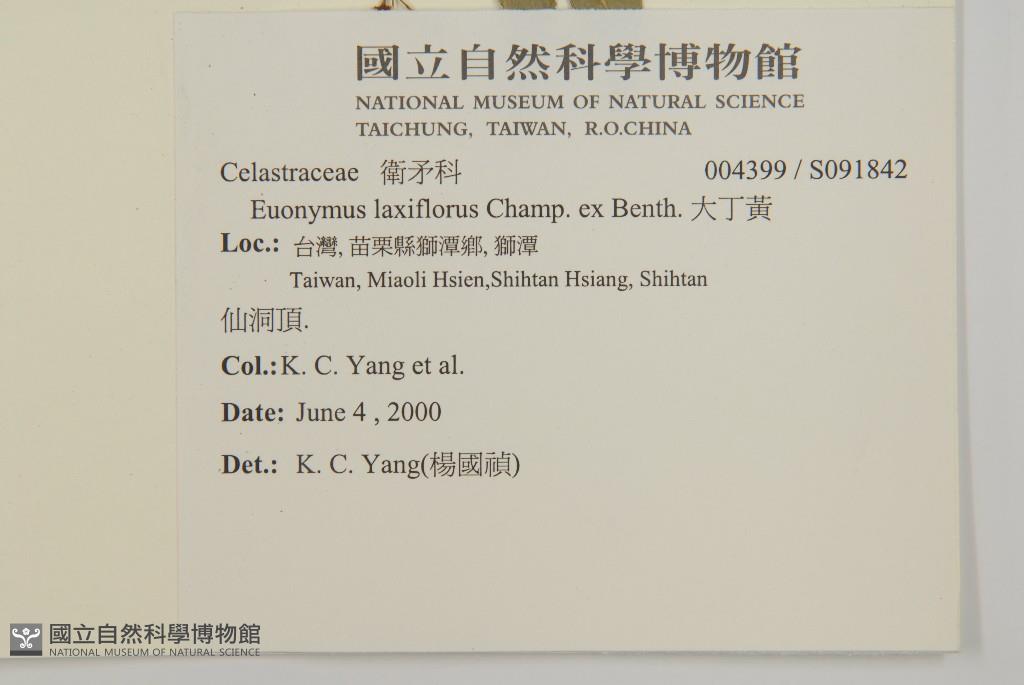 國立自然科學博物館
NATIONAL MUSEUM OF NATURAL SCIENCE
TAICHUNG, TAIWAN, R.O.CHINA
Celastraceae 衛矛科 004399 / S091842
Euonymus laxiflorus Champ. ex Benth. 大丁黃
Loc.: 台灣, 苗栗縣獅潭鄉, 獅潭
Taiwan, Miaoli Hsien,Shihtan Hsiang, Shihtan
仙洞頂.
Col.:K. C. Yang et al.
Date: June 4 , 2000
Det.: K. C. Yang(楊國禎)
國立自然科學博物館
NATIONAL MUSEUM OF NATURAL SCIENCE